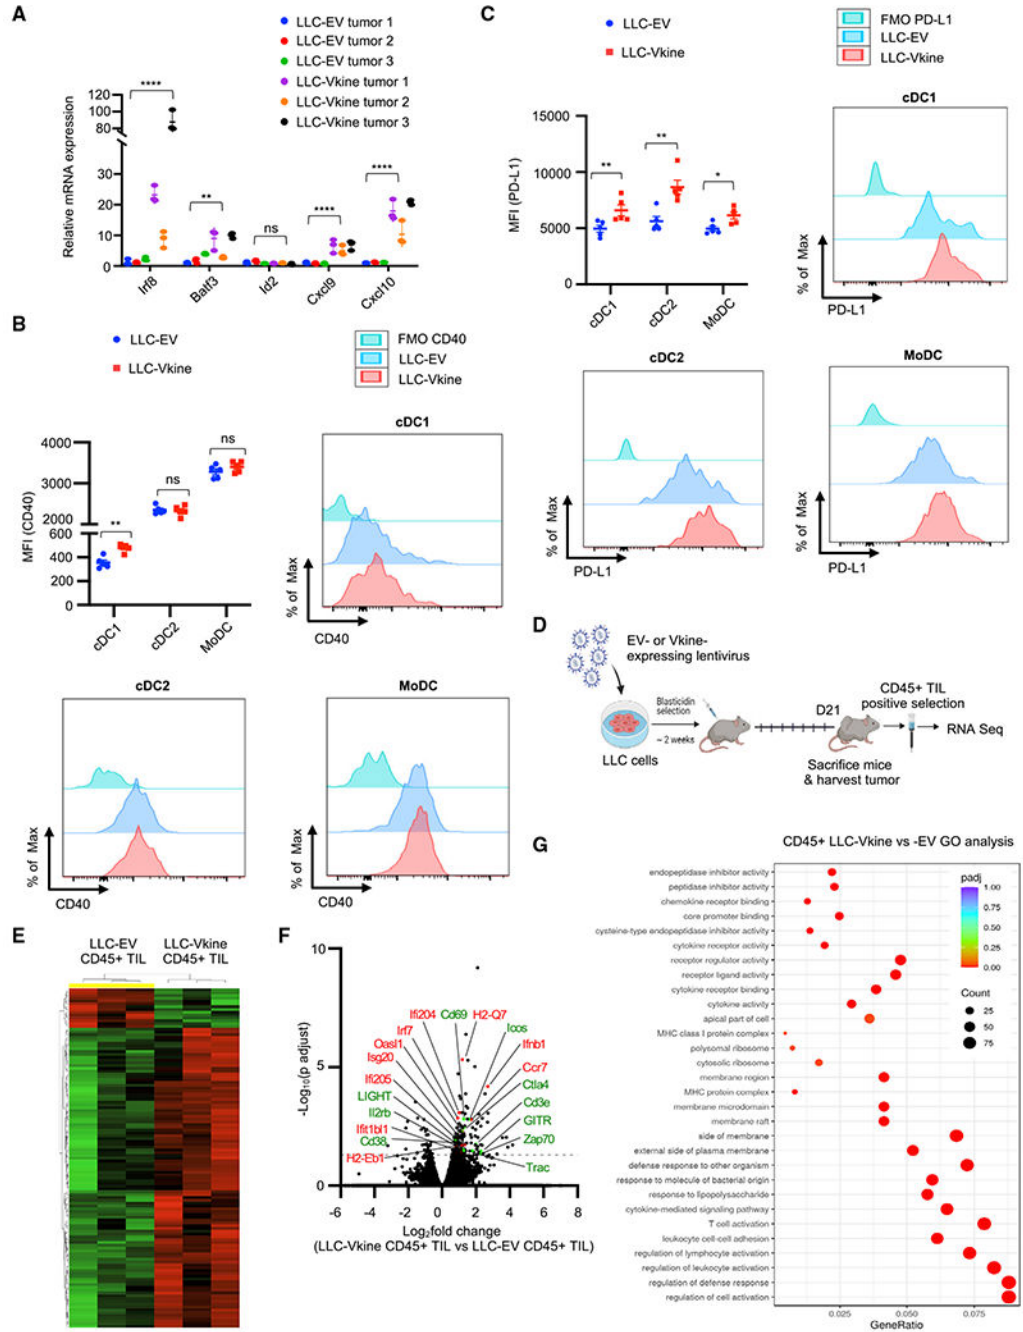 A
LLC-EV tumor 1
LLC-EV tumor 2
LLC-EV tumor 3
LLC-Vkine tumor 1
LLC-Vkine tumor 2
LLC-Vkine tumor 3
Relative mRNA expression
120
100
80
30
20
10
0
****
**
ns
****
****
Irf8
Batf3
Id2
Cxcl9
Cxcl10
B
LLC-EV
LLC-Vkine
FMO CD40
LLC-EV
LLC-Vkine
MFI (CD40)
4000
3000
2000
600
400
200
0
**
ns
ns
cDC1
cDC2
MoDC
cDC1
% of Max
CD40
cDC2
% of Max
CD40
MoDC
% of Max
CD40
C
LLC-EV
LLC-Vkine
FMO PD-L1
LLC-EV
LLC-Vkine
MFI (PD-L1)
15000
10000
5000
0
**
**
*
cDC1
cDC2
MoDC
cDC1
% of Max
PD-L1
cDC2
% of Max
PD-L1
MoDC
% of Max
PD-L1
D
EV- or Vkine-
expressing lentivirus
Blasticidin
selection
~ 2 weeks
LLC cells
D21
Sacrifice mice
& harvest tumor
CD45+ TIL
positive selection
RNA Seq
E
LLC-EV
CD45+ TIL
LLC-Vkine
CD45+ TIL
F
-Log10(p adjust)
10
5
0
Ifi204
Cd69
H2-Q7
Irf7
Icos
Oasl1
Ifnb1
Isg20
Ccr7
Ifi205
Ctla4
LIGHT
Cd3e
Il2rb
GITR
Ifit1bl1
Zap70
Cd38
H2-Eb1
Trac
-6
-4
-2
0
2
4
6
8
Log2fold change
(LLC-Vkine CD45+ TIL vs LLC-EV CD45+ TIL)
G
CD45+ LLC-Vkine vs -EV GO analysis
endopeptidase inhibitor activity
peptidase inhibitor activity
chemokine receptor binding
core promoter binding
cysteine-type endopeptidase inhibitor activity
cytokine receptor activity
receptor regulator activity
receptor ligand activity
cytokine receptor binding
cytokine activity
apical part of cell
MHC class I protein complex
polysomal ribosome
cytosolic ribosome
membrane region
MHC protein complex
membrane microdomain
membrane raft
side of membrane
external side of plasma membrane
defense response to other organism
response to molecule of bacterial origin
response to lipopolysaccharide
cytokine-mediated signaling pathway
T cell activation
leukocyte cell-cell adhesion
regulation of lymphocyte activation
regulation of leukocyte activation
regulation of defense response
regulation of cell activation
padj
1.00
0.75
0.50
0.25
0.00
Count
25
50
75
0.025
0.050
0.075
GeneRatio